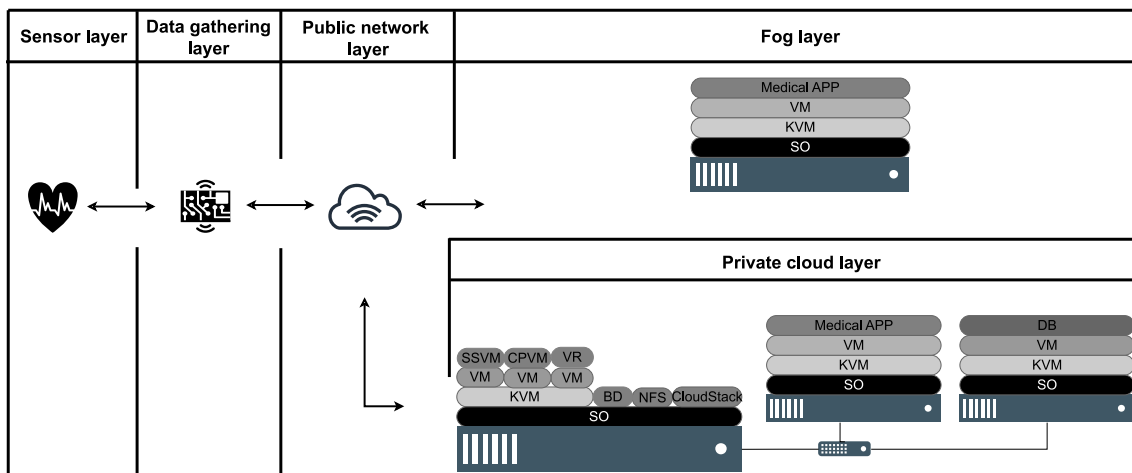 Sensor layer
Data gathering
layer
Public network
layer
Fog layer
Medical APP
VM
KVM
SO
Private cloud layer
SSVM CPVM VR
VM VM VM
KVM BD NFS CloudStack
SO
Medical APP
VM
KVM
SO
DB
VM
KVM
SO